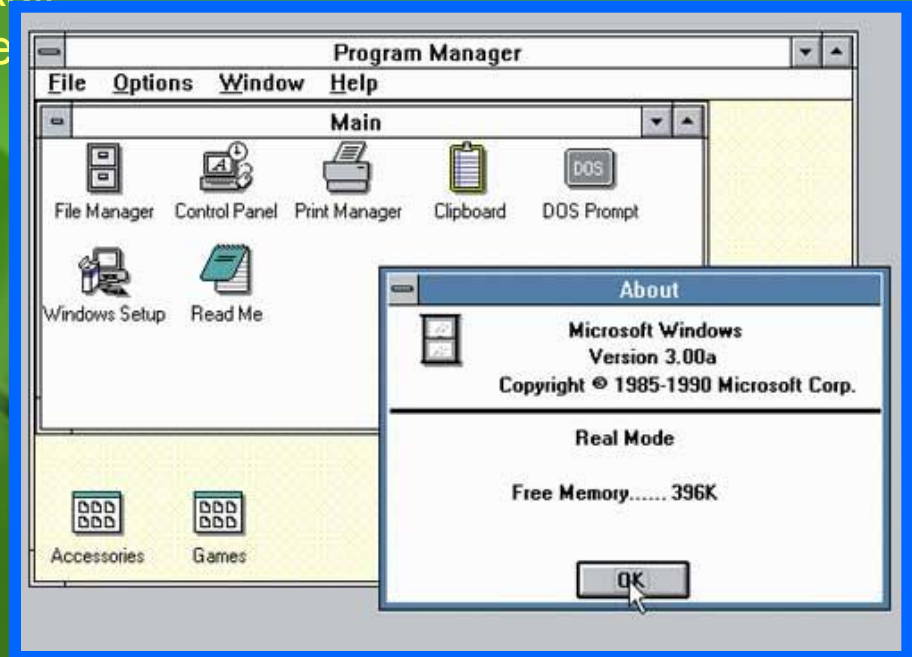 Program Manager
File Options Window Help
Main
File Manager Control Panel Print Manager Clipboard DOS Prompt
DOS
Windows Setup Read Me
About
Microsoft Windows
Version 3.00a
Copyright © 1985-1990 Microsoft Corp.
Real Mode
Free Memory...... 396K
OK
Accessories Games